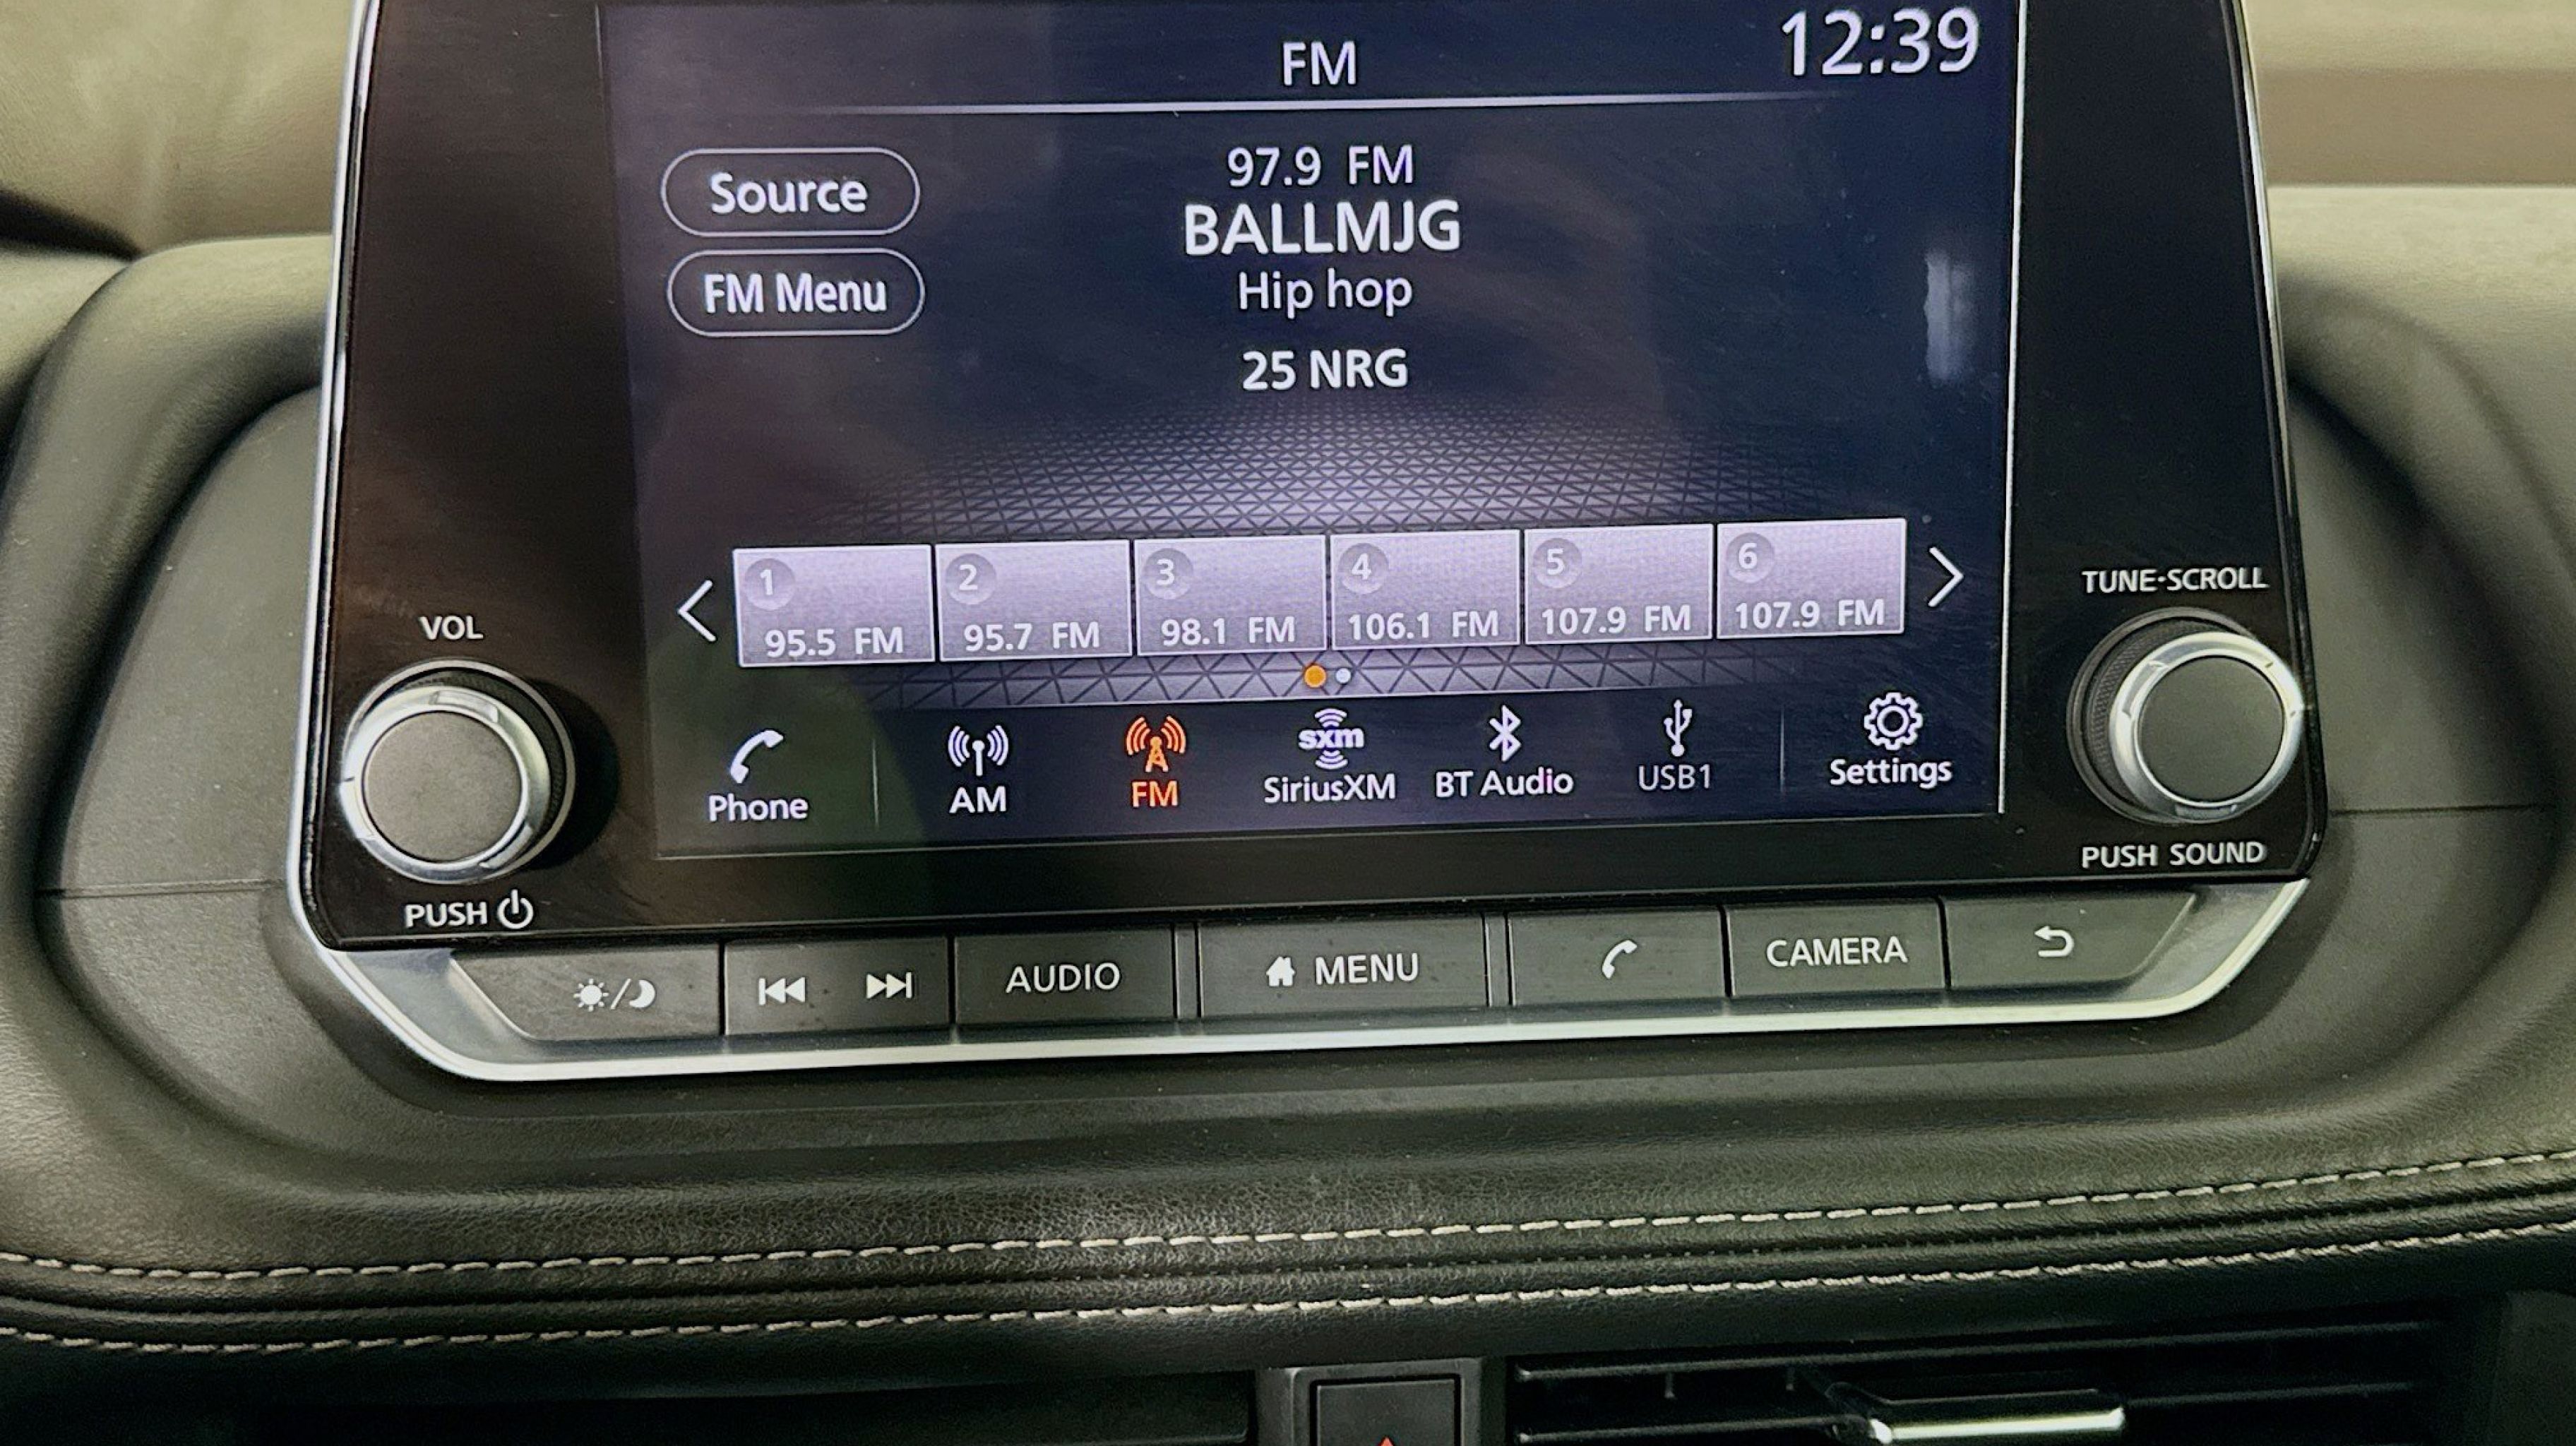 FM
12:39
Source
97.9 FM
BALLMJG
FM Menu
Hip hop
25 NRG
1
2
3
4
5
6
95.5 FM
95.7 FM
98.1 FM
106.1 FM
107.9 FM
107.9 FM
VOL
TUNE·SCROLL
Phone
AM
FM
sxm
SiriusXM
BT Audio
USB1
Settings
PUSH
PUSH SOUND
AUDIO
MENU
CAMERA